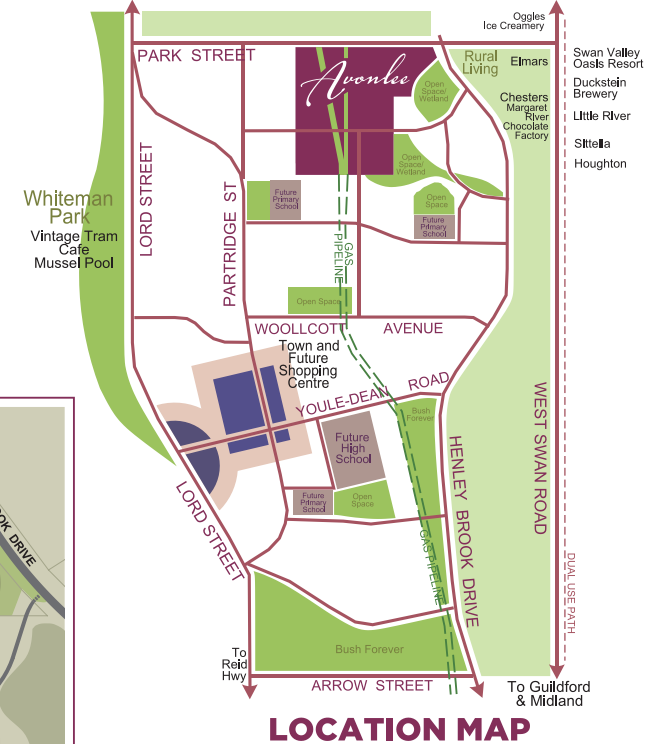 Oggles
Ice Creamery
PARK STREET
Avonlee
Rural
Living
Elmars
Swan Valley
Oasis Resort
Duckstein
Brewery
Little River
Sittella
Houghton
Chesters
Margaret
River
Chocolate
Factory
Open
Space/
Wetland
Open
Space/
Wetland
LORD STREET
PARTRIDGE ST
Whiteman
Park
Vintage Tram
Cafe
Mussel Pool
Future
Primary
School
Open
Space
Future
Primary
School
GAS
PIPELINE
Open Space
WOOLLCOTT AVENUE
Town and
Future
Shopping
Centre
YOULE-DEAN ROAD
Bush
Forever
Future
High
School
Future
Primary
School
Open
Space
LORD STREET
HENLEY BROOK DRIVE
WEST SWAN ROAD
DUAL USE PATH
GAS PIPELINE
OOK DRIVE
Bush Forever
To
Reid
Hwy
ARROW STREET
To Guildford
& Midland
LOCATION MAP